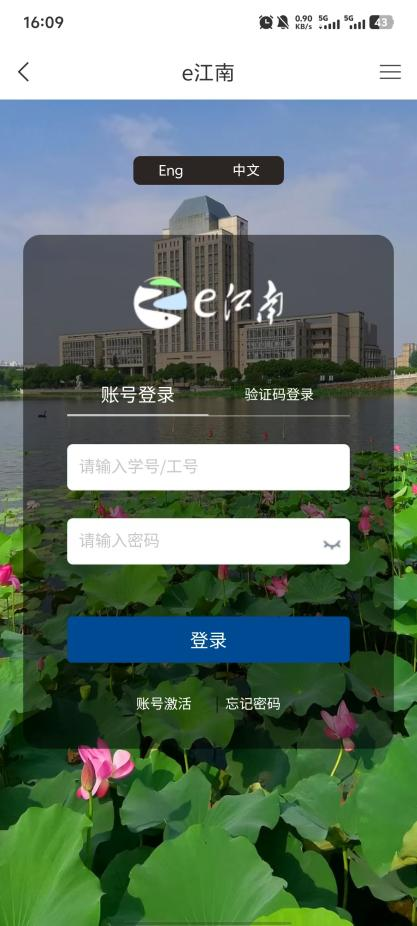 16:09
0.90 KB/s 5G 5G 43
e江南
Eng 中文
e江南
账号登录 验证码登录
请输入学号/工号
请输入密码
登录
账号激活 | 忘记密码